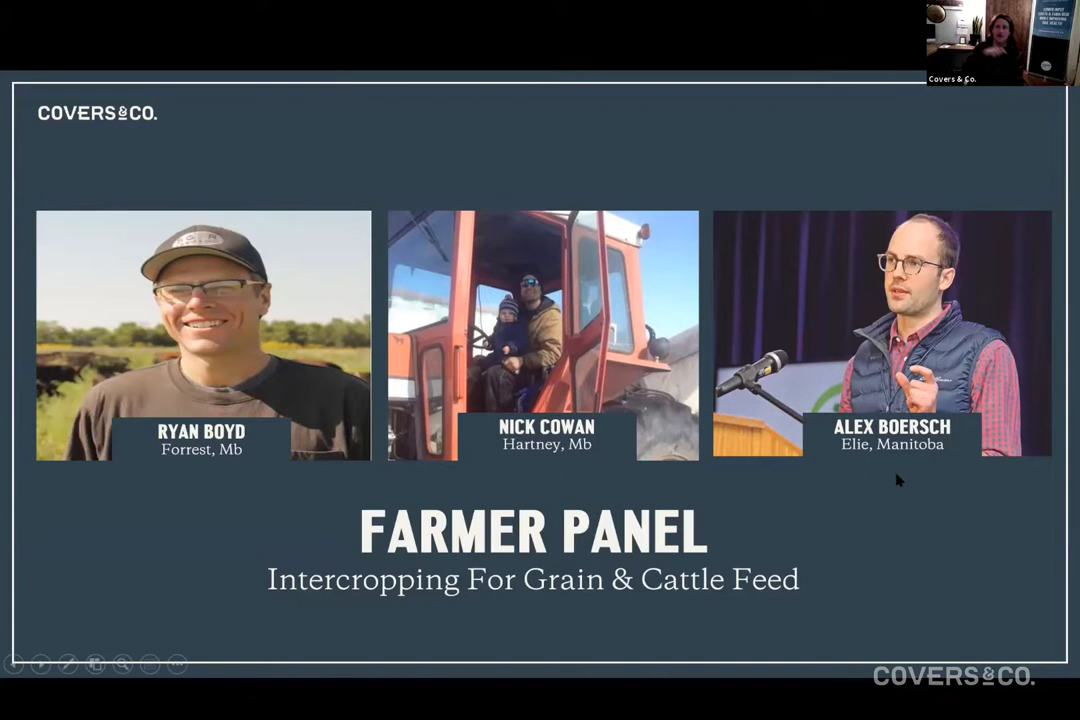 Covers & Co.
COVERS&CO.
RYAN BOYD
Forrest, Mb
NICK COWAN
Hartney, Mb
ALEX BOERSCH
Elie, Manitoba
FARMER PANEL
Intercropping For Grain & Cattle Feed
COVERS&CO.